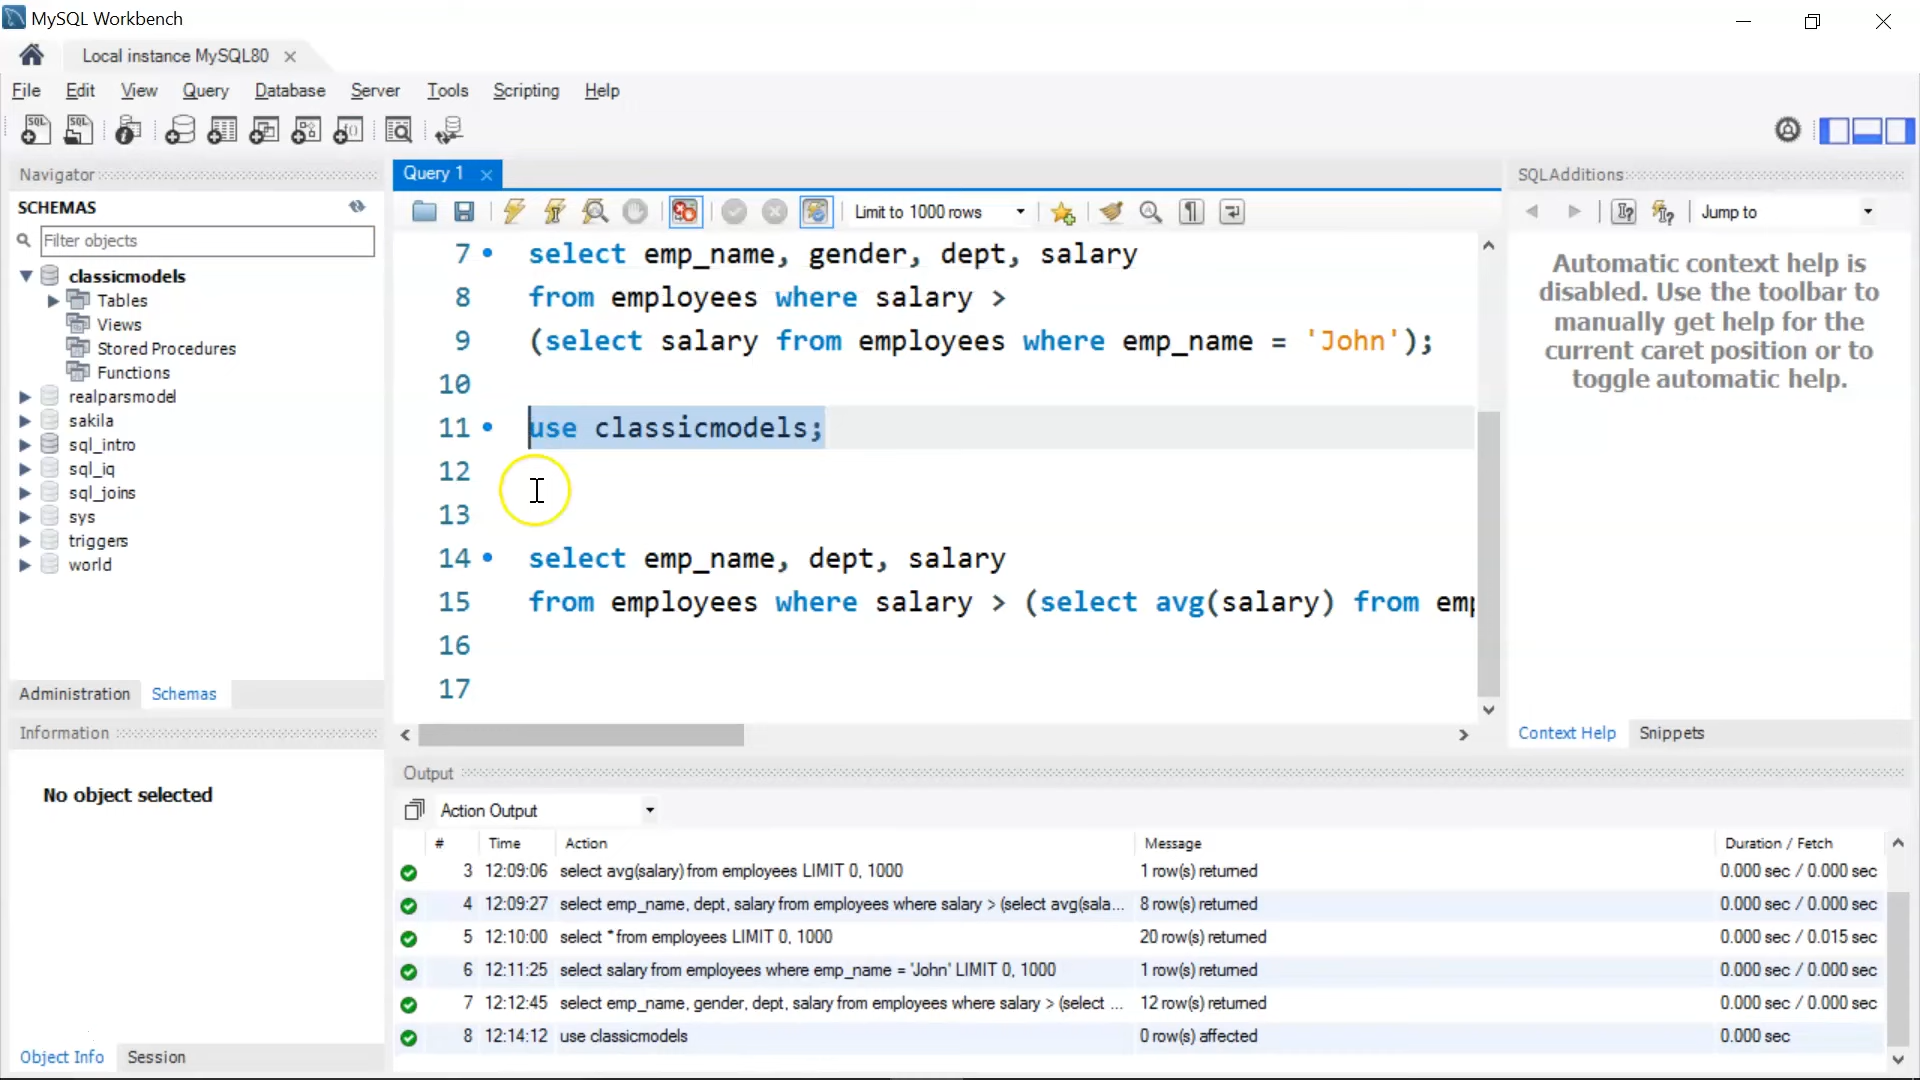 MySQL Workbench
Local instance MySQL80
File Edit View Query Database Server Tools Scripting Help
Navigator
SCHEMAS
Filter objects
classicmodels
Tables
Views
Stored Procedures
Functions
realparsmodel
sakila
sql_intro
sql_iq
sql_joins
sys
triggers
world
Administration Schemas
Information
No object selected
Object Info Session
Query 1
Limit to 1000 rows
7 select emp_name, gender, dept, salary
8 from employees where salary >
9 (select salary from employees where emp_name = 'John');
10
11 use classicmodels;
12
13
14 select emp_name, dept, salary
15 from employees where salary > (select avg(salary) from em
16
17
SQLAdditions
Jump to
Automatic context help is
disabled. Use the toolbar to
manually get help for the
current caret position or to
toggle automatic help.
Context Help Snippets
Output
Action Output
# Time Action Message Duration / Fetch
3 12:09:06 select avg(salary) from employees LIMIT 0, 1000 1 row(s) returned 0.000 sec / 0.000 sec
4 12:09:27 select emp_name, dept, salary from employees where salary > (select avg(sala... 8 row(s) returned 0.000 sec / 0.000 sec
5 12:10:00 select * from employees LIMIT 0, 1000 20 row(s) returned 0.000 sec / 0.015 sec
6 12:11:25 select salary from employees where emp_name = 'John' LIMIT 0, 1000 1 row(s) returned 0.000 sec / 0.000 sec
7 12:12:45 select emp_name, gender, dept, salary from employees where salary > (select ... 12 row(s) returned 0.000 sec / 0.000 sec
8 12:14:12 use classicmodels 0 row(s) affected 0.000 sec